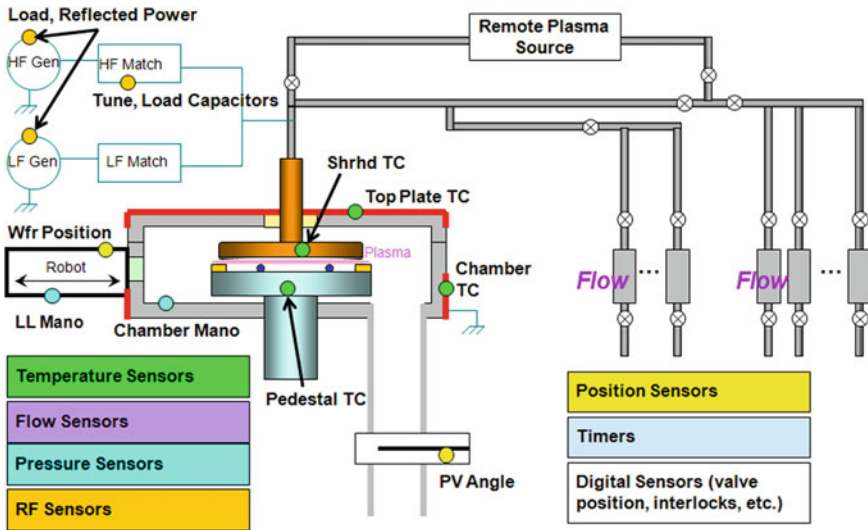 Load, Reflected Power
HF Gen
HF Match
Tune, Load Capacitors
LF Gen
LF Match
Remote Plasma
Source
Shrhd TC
Top Plate TC
Wfr Position
Robot
LL Mano
Plasma
Chamber
TC
Chamber Mano
Pedestal TC
Flow
...
Flow
...
PV Angle
Temperature Sensors
Flow Sensors
Pressure Sensors
RF Sensors
Position Sensors
Timers
Digital Sensors (valve
position, interlocks, etc.)